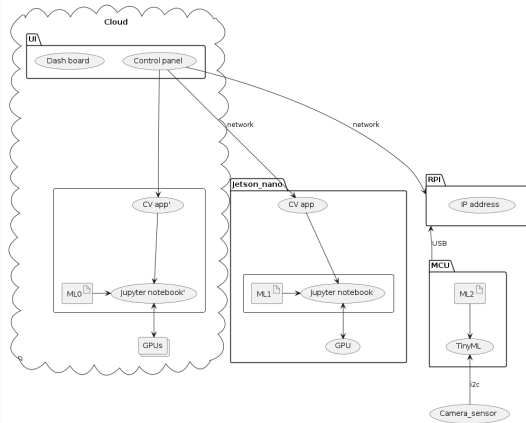 Cloud
UI
Dash board
Control panel
network
network
Jetson_nano
RPI
CV app'
CV app
IP address
USB
MCU
ML0
Jupyter notebook'
ML1
Jupyter notebook
ML2
GPUs
GPU
TinyML
i2c
Camera_sensor